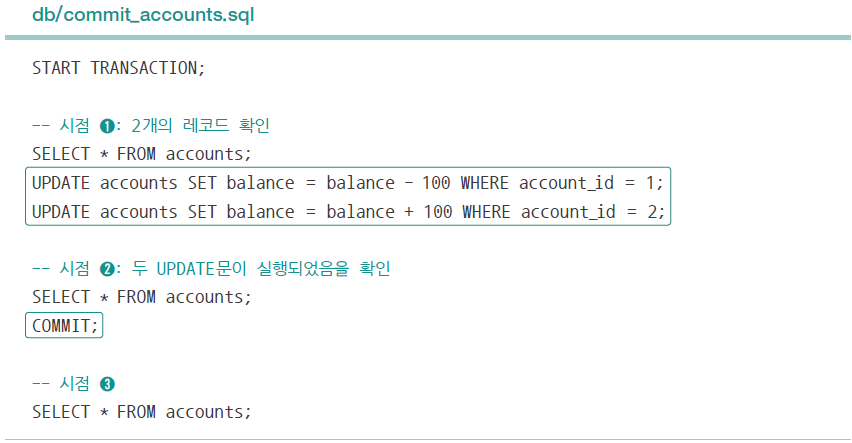 db/commit_accounts.sql
START TRANSACTION;
-- 시점 ❶: 2개의 레코드 확인
SELECT * FROM accounts;
UPDATE accounts SET balance = balance - 100 WHERE account_id = 1;
UPDATE accounts SET balance = balance + 100 WHERE account_id = 2;
-- 시점 ❷: 두 UPDATE문이 실행되었음을 확인
SELECT * FROM accounts;
COMMIT;
-- 시점 ❸
SELECT * FROM accounts;